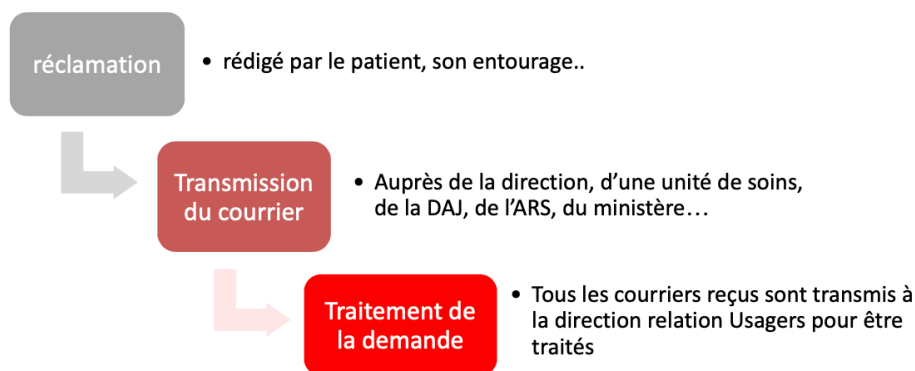 réclamation
• rédigé par le patient, son entourage..
Transmission
du courrier
• Auprès de la direction, d’une unité de soins,
de la DAJ, de l’ARS, du ministère…
Traitement de
la demande
• Tous les courriers reçus sont transmis à
la direction relation Usagers pour être
traités